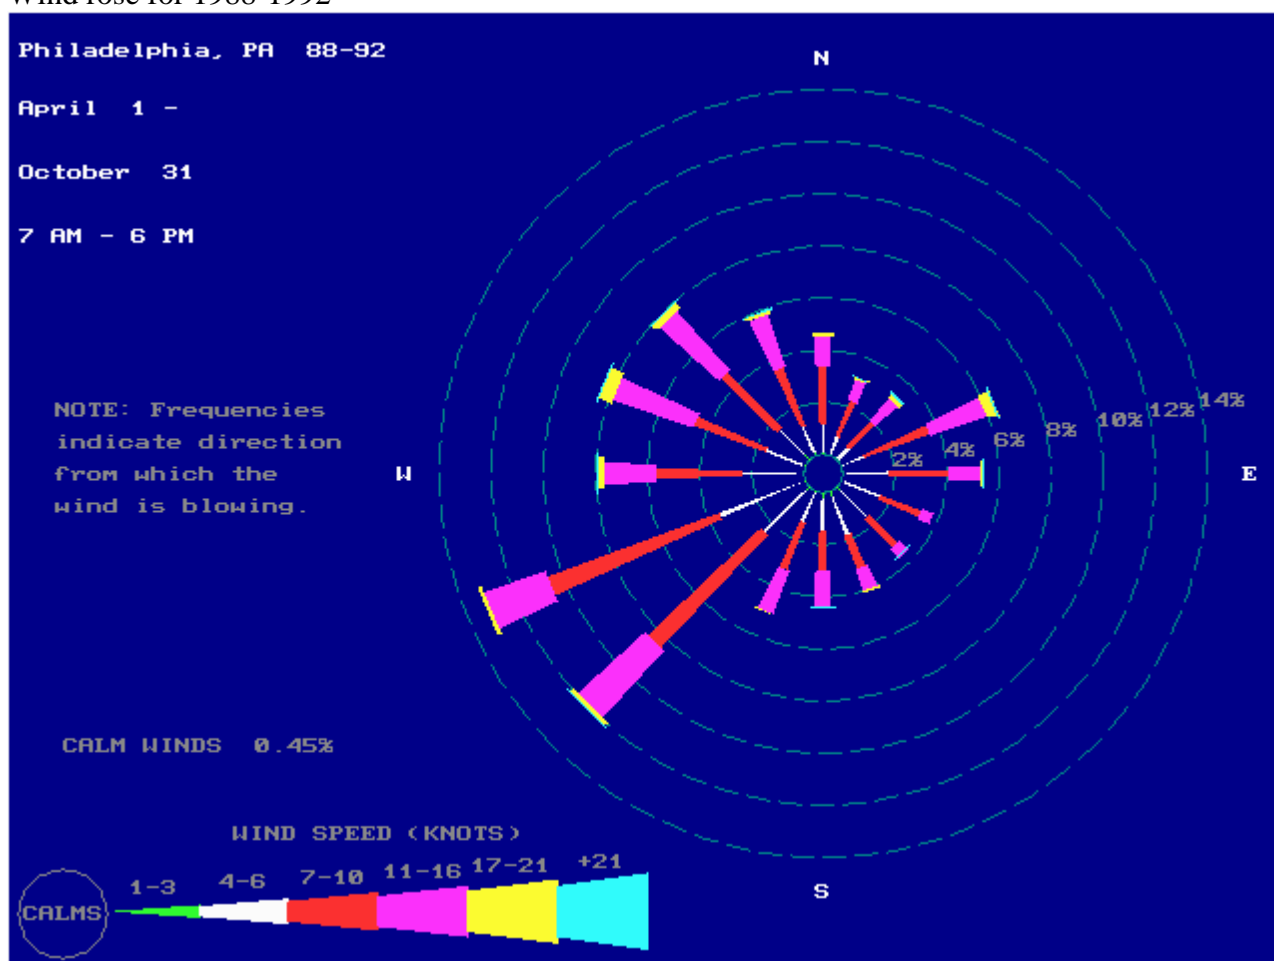 Wind rose for 1988-1992
Philadelphia, PA 88-92
N
April 1 -
October 31
7 AM - 6 PM
NOTE: Frequencies
indicate direction
from which the
wind is blowing.
W
2%
4%
6%
8%
10%
12%
14%
E
CALM WINDS 0.45%
WIND SPEED (KNOTS)
CALMS
1-3
4-6
7-10
11-16
17-21
+21
S